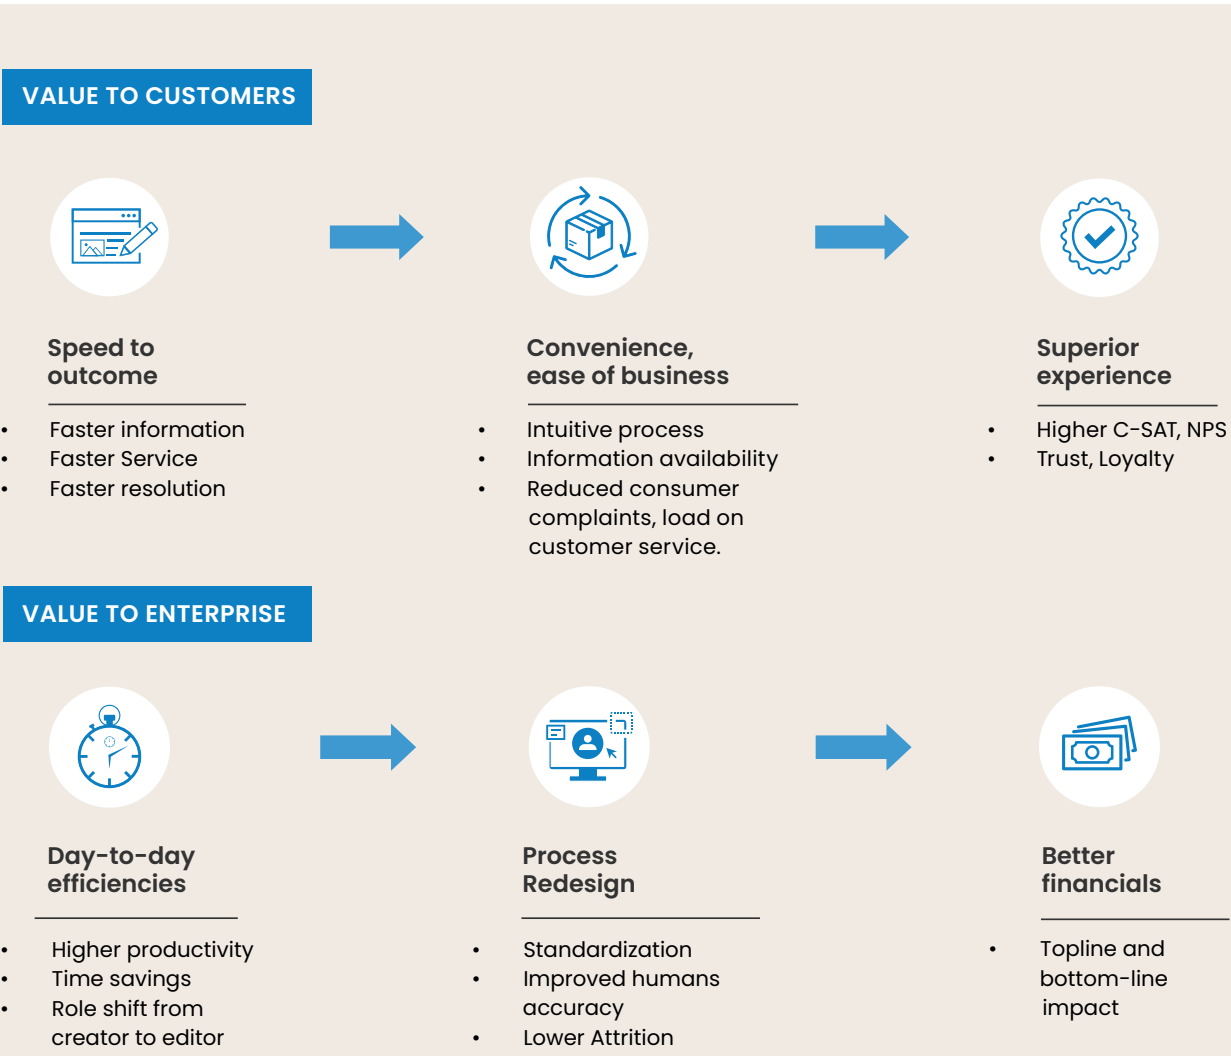 VALUE TO CUSTOMERS
Speed to
outcome
• Faster information
• Faster Service
• Faster resolution
Convenience,
ease of business
• Intuitive process
• Information availability
• Reduced consumer
complaints, load on
customer service.
Superior
experience
• Higher C-SAT, NPS
• Trust, Loyalty
VALUE TO ENTERPRISE
Day-to-day
efficiencies
• Higher productivity
• Time savings
• Role shift from
creator to editor
Process
Redesign
• Standardization
• Improved humans
accuracy
• Lower Attrition
Better
financials
• Topline and
bottom-line
impact